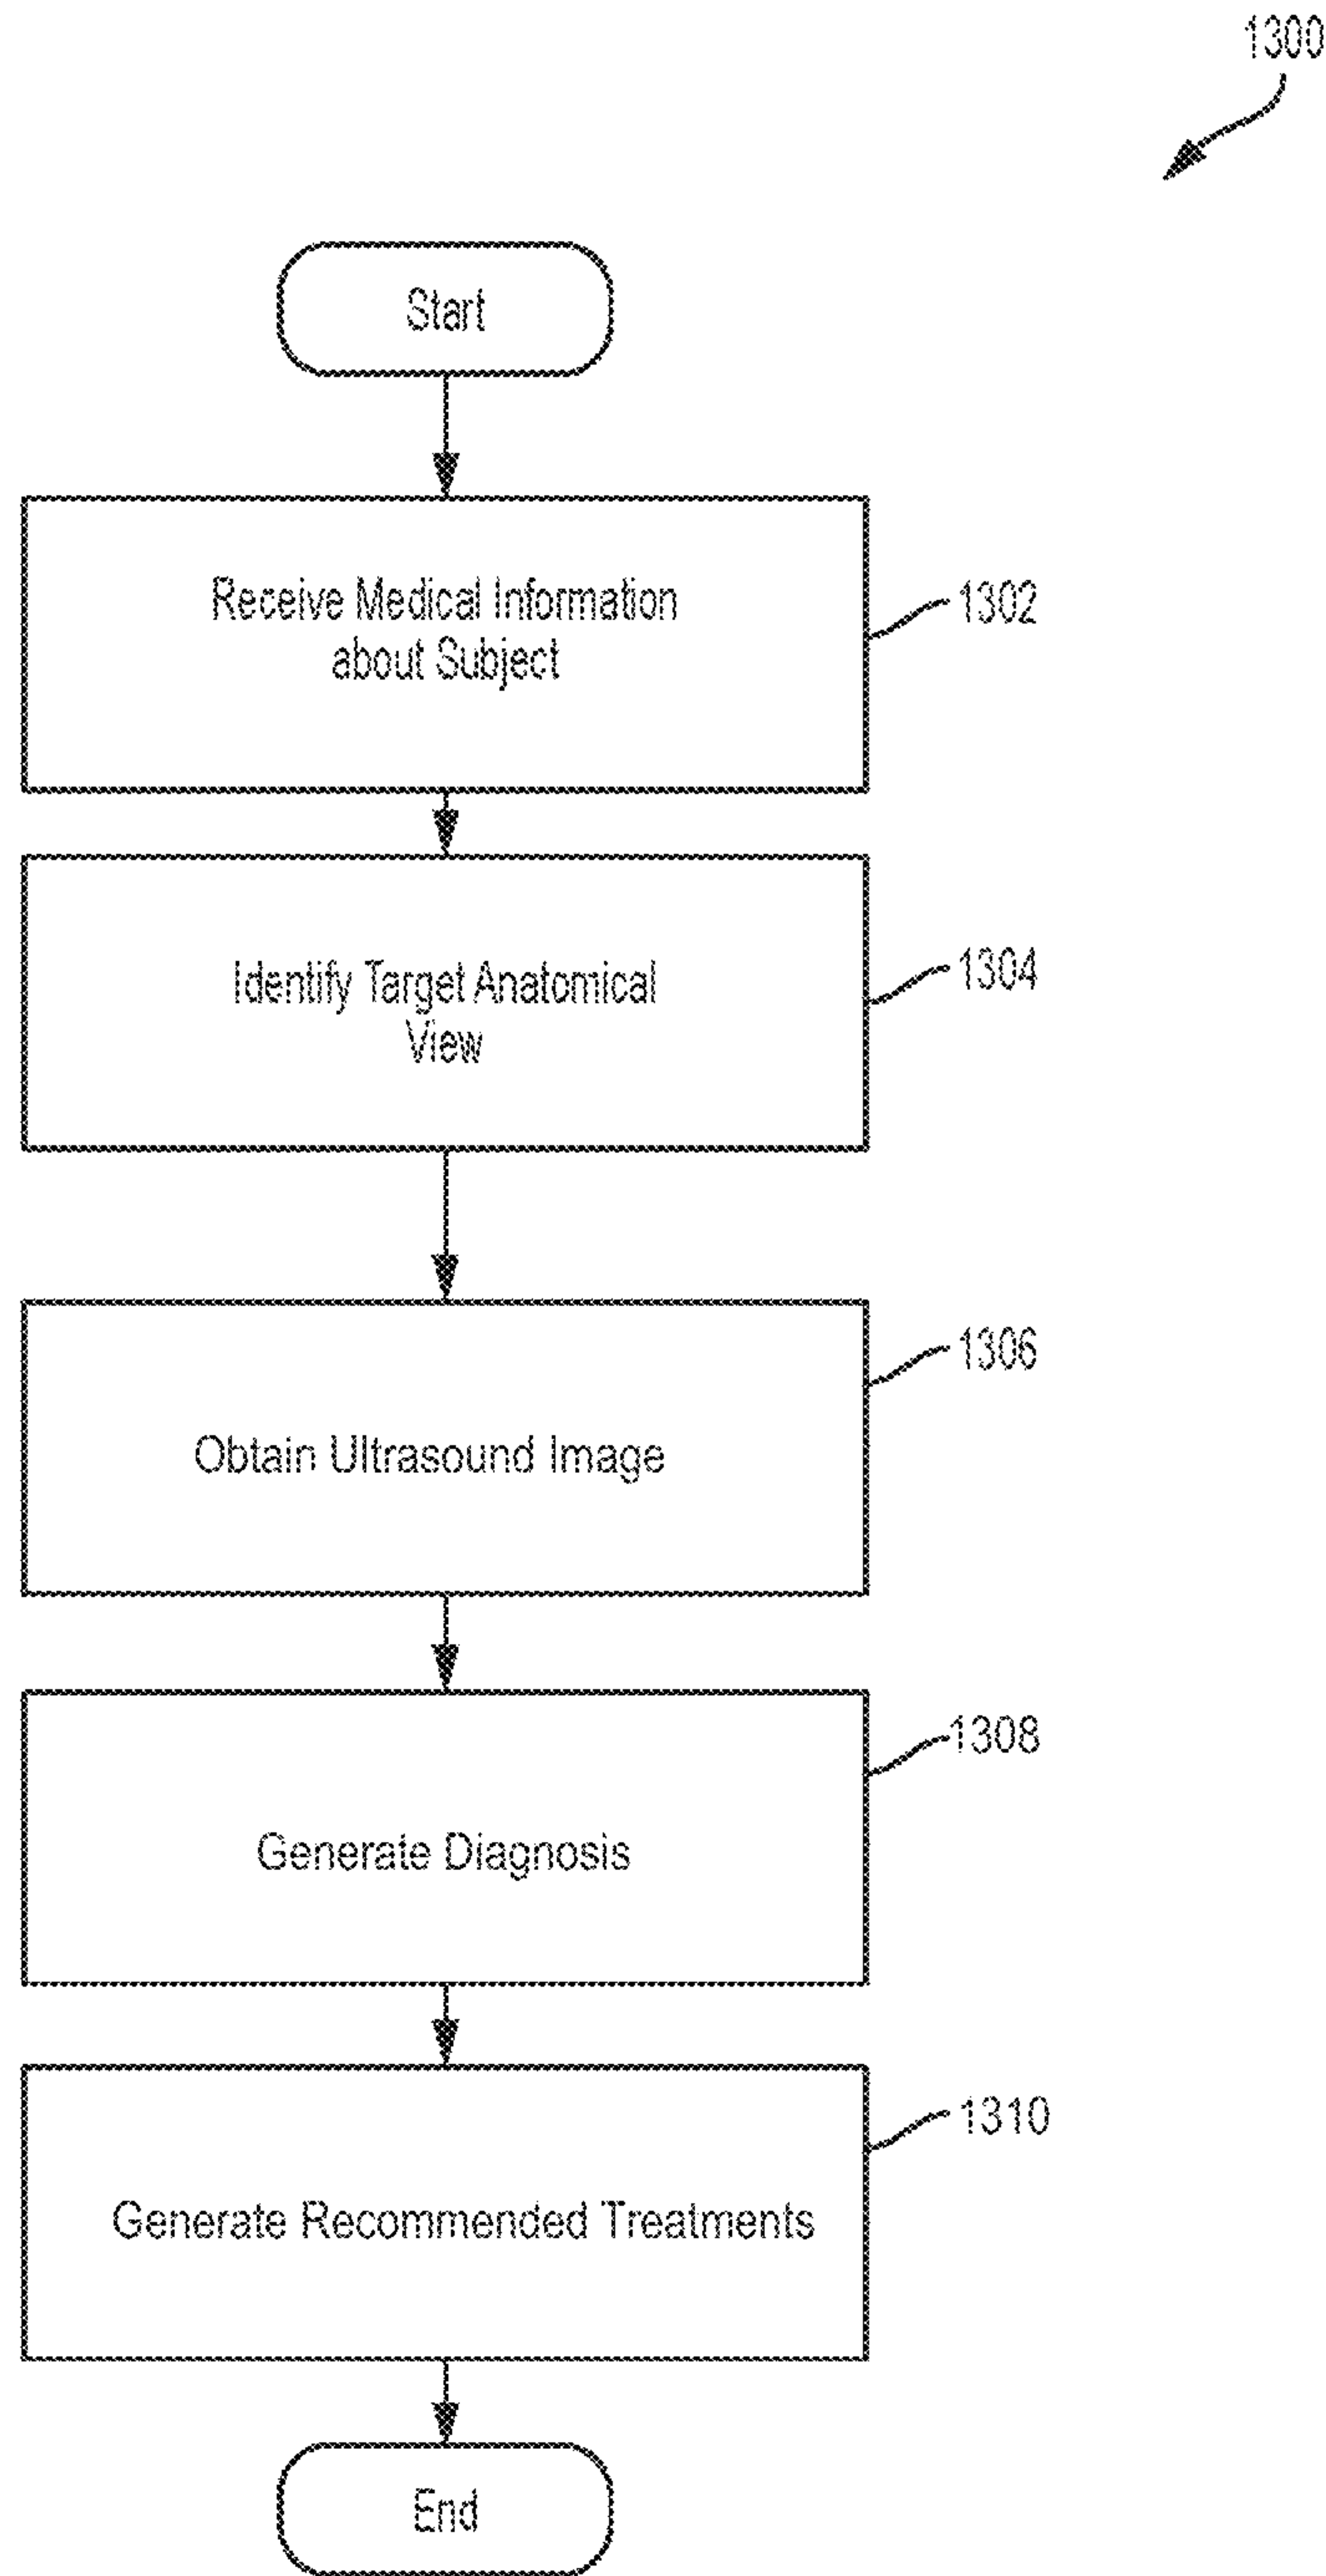 1300
Start
Receive Medical Information
about Subject
1302
Identify Target Anatomical
View
1304
1306
Obtain Ultrasound Image
1308
Generate Diagnosis
1310
Generate Recommended Treatments
End